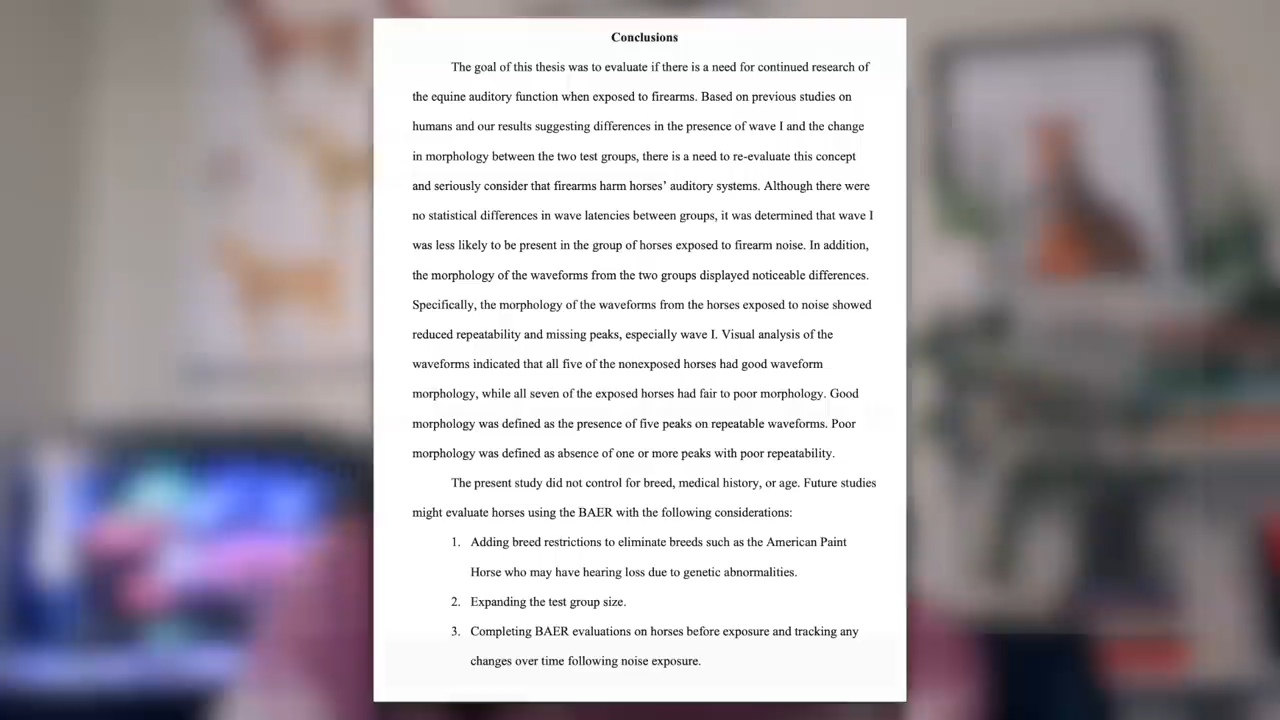 Conclusions
The goal of this thesis was to evaluate if there is a need for continued research of
the equine auditory function when exposed to firearms. Based on previous studies on
humans and our results suggesting differences in the presence of wave I and the change
in morphology between the two test groups, there is a need to re-evaluate this concept
and seriously consider that firearms harm horses’ auditory systems. Although there were
no statistical differences in wave latencies between groups, it was determined that wave I
was less likely to be present in the group of horses exposed to firearm noise. In addition,
the morphology of the waveforms from the two groups displayed noticeable differences.
Specifically, the morphology of the waveforms from the horses exposed to noise showed
reduced repeatability and missing peaks, especially wave I. Visual analysis of the
waveforms indicated that all five of the nonexposed horses had good waveform
morphology, while all seven of the exposed horses had fair to poor morphology. Good
morphology was defined as the presence of five peaks on repeatable waveforms. Poor
morphology was defined as absence of one or more peaks with poor repeatability.
The present study did not control for breed, medical history, or age. Future studies
might evaluate horses using the BAER with the following considerations:
1. Adding breed restrictions to eliminate breeds such as the American Paint
Horse who may have hearing loss due to genetic abnormalities.
2. Expanding the test group size.
3. Completing BAER evaluations on horses before exposure and tracking any
changes over time following noise exposure.